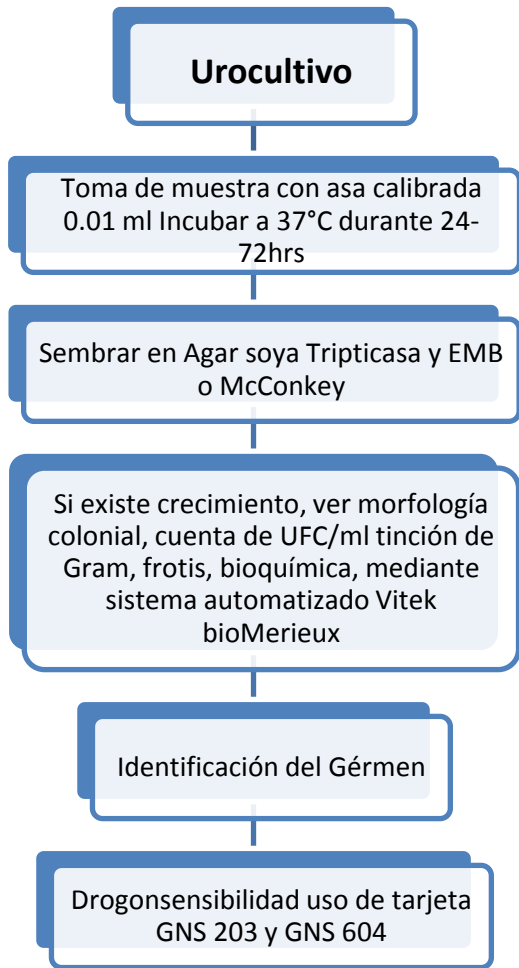 Urocultivo
Toma de muestra con asa calibrada
0.01 ml Incubar a 37°C durante 24-
72hrs
Sembrar en Agar soya Tripticasa y EMB
o McConkey
Si existe crecimiento, ver morfología
colonial, cuenta de UFC/ml tinción de
Gram, frotis, bioquímica, mediante
sistema automatizado Vitek
bioMerieux
Identificación del Gérmen
Drogonsensibilidad uso de tarjeta
GNS 203 y GNS 604